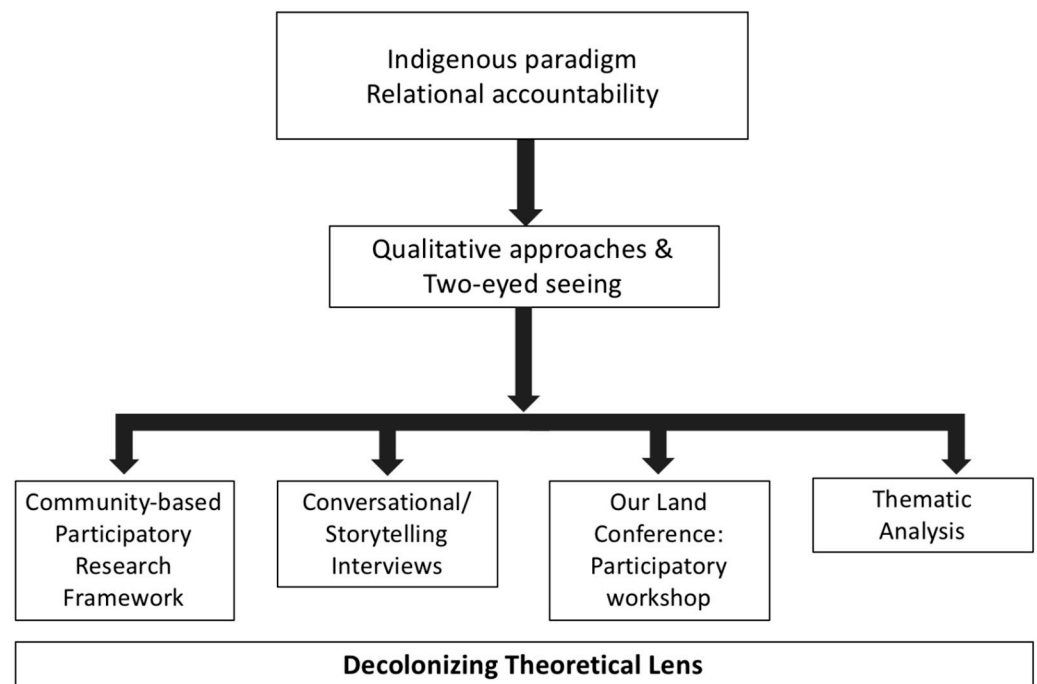 Indigenous paradigm
Relational accountability
Qualitative approaches &
Two-eyed seeing
Community-based
Participatory
Research
Framework
Conversational/
Storytelling
Interviews
Our Land
Conference:
Participatory
workshop
Thematic
Analysis
Decolonizing Theoretical Lens